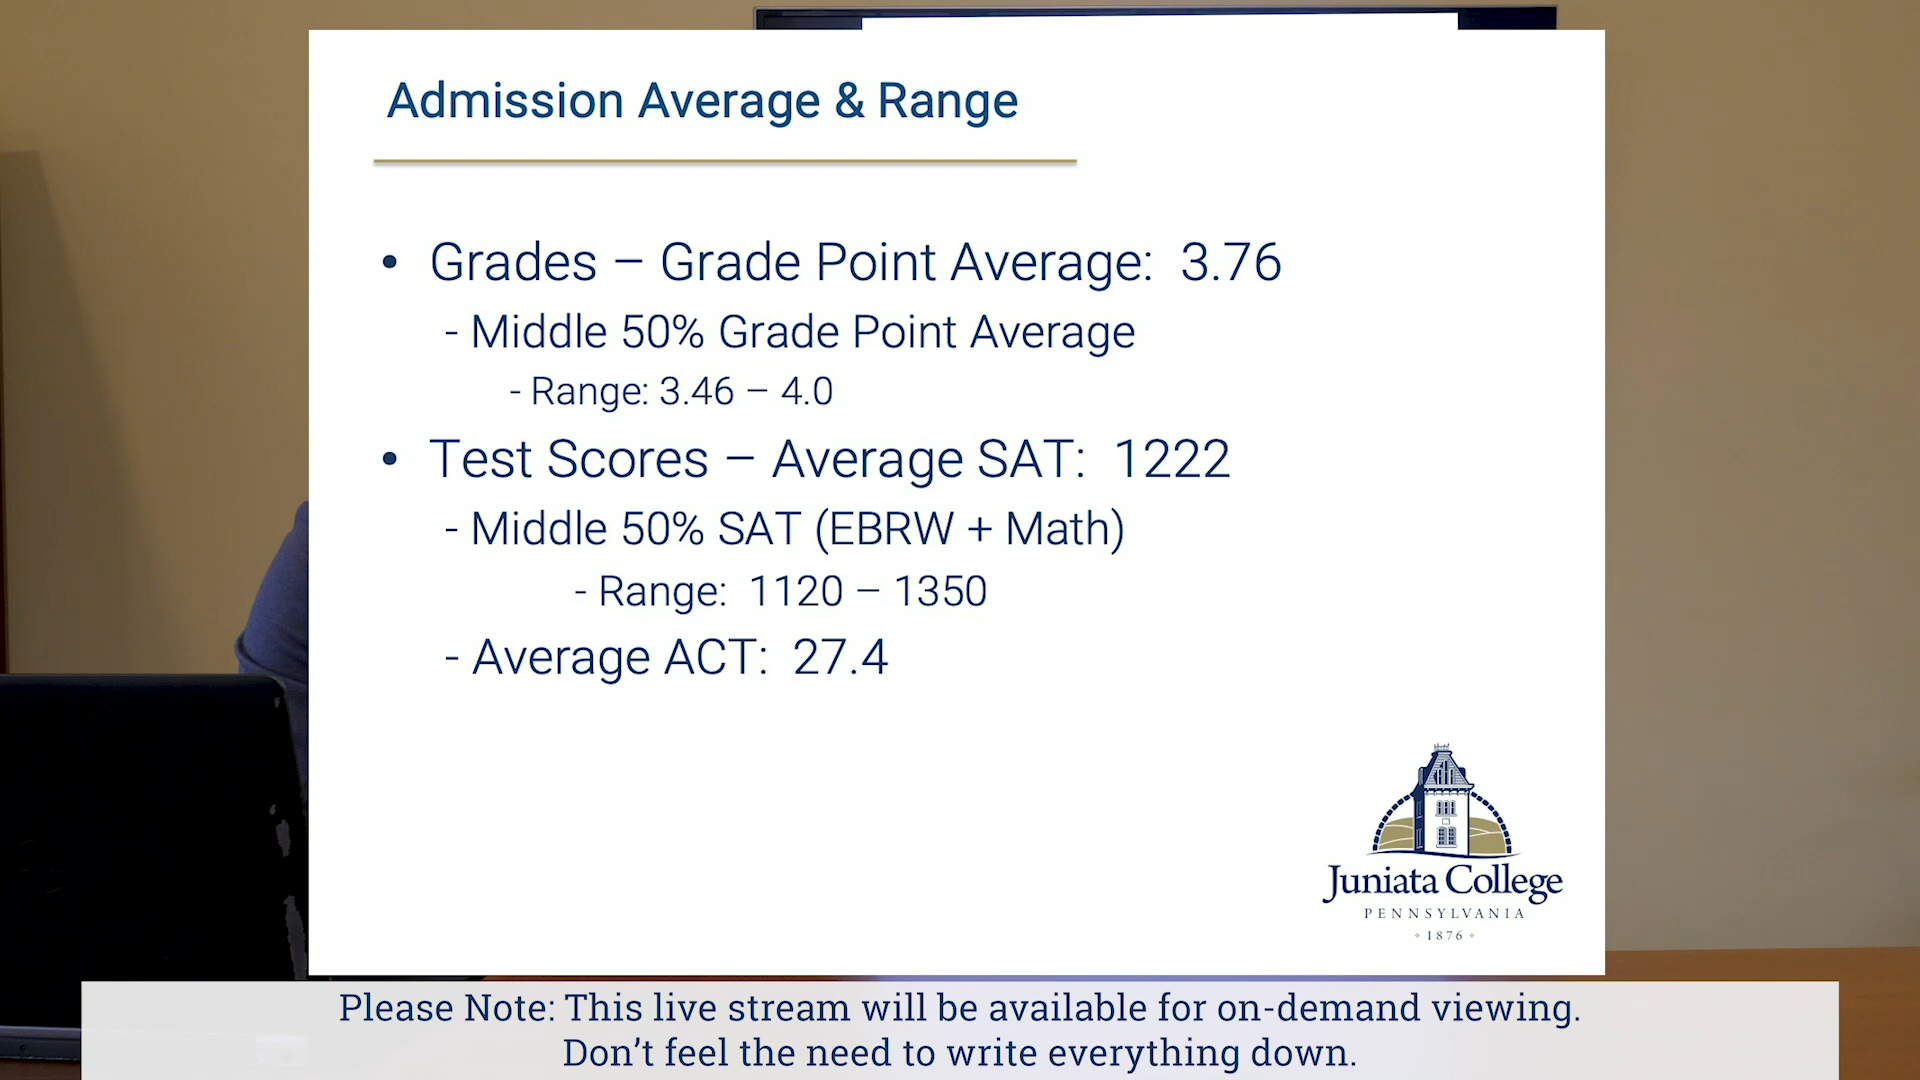 Admission Average & Range
• Grades – Grade Point Average: 3.76
- Middle 50% Grade Point Average
- Range: 3.46 – 4.0
• Test Scores – Average SAT: 1222
- Middle 50% SAT (EBRW + Math)
- Range: 1120 – 1350
- Average ACT: 27.4
Juniata College
PENNSYLVANIA
1876
Please Note: This live stream will be available for on-demand viewing.
Don't feel the need to write everything down.